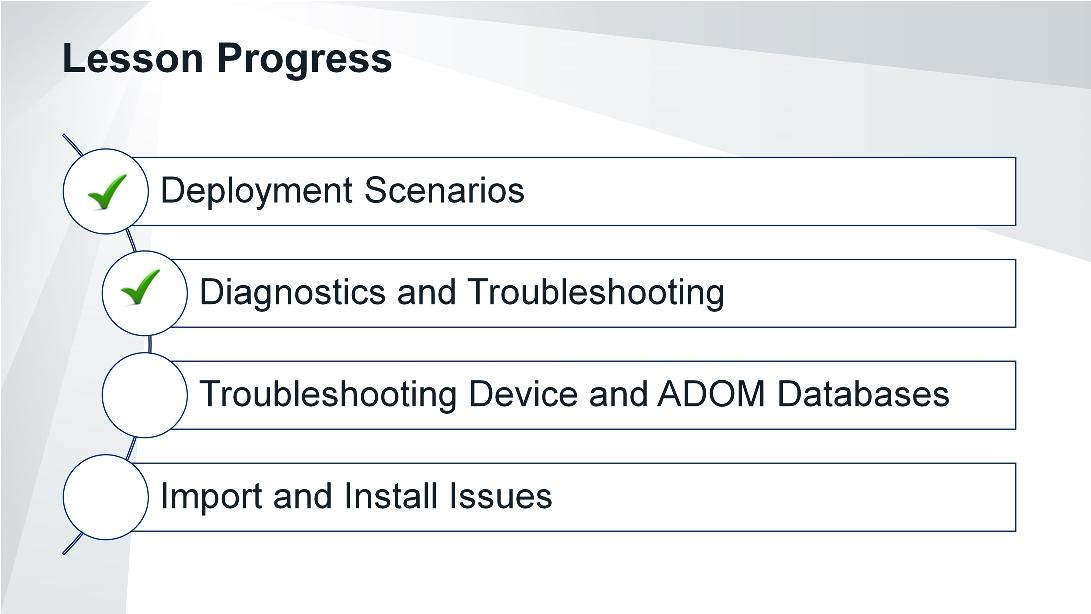 Lesson Progress
Deployment Scenarios
Diagnostics and Troubleshooting
Troubleshooting Device and ADOM Databases
Import and Install Issues